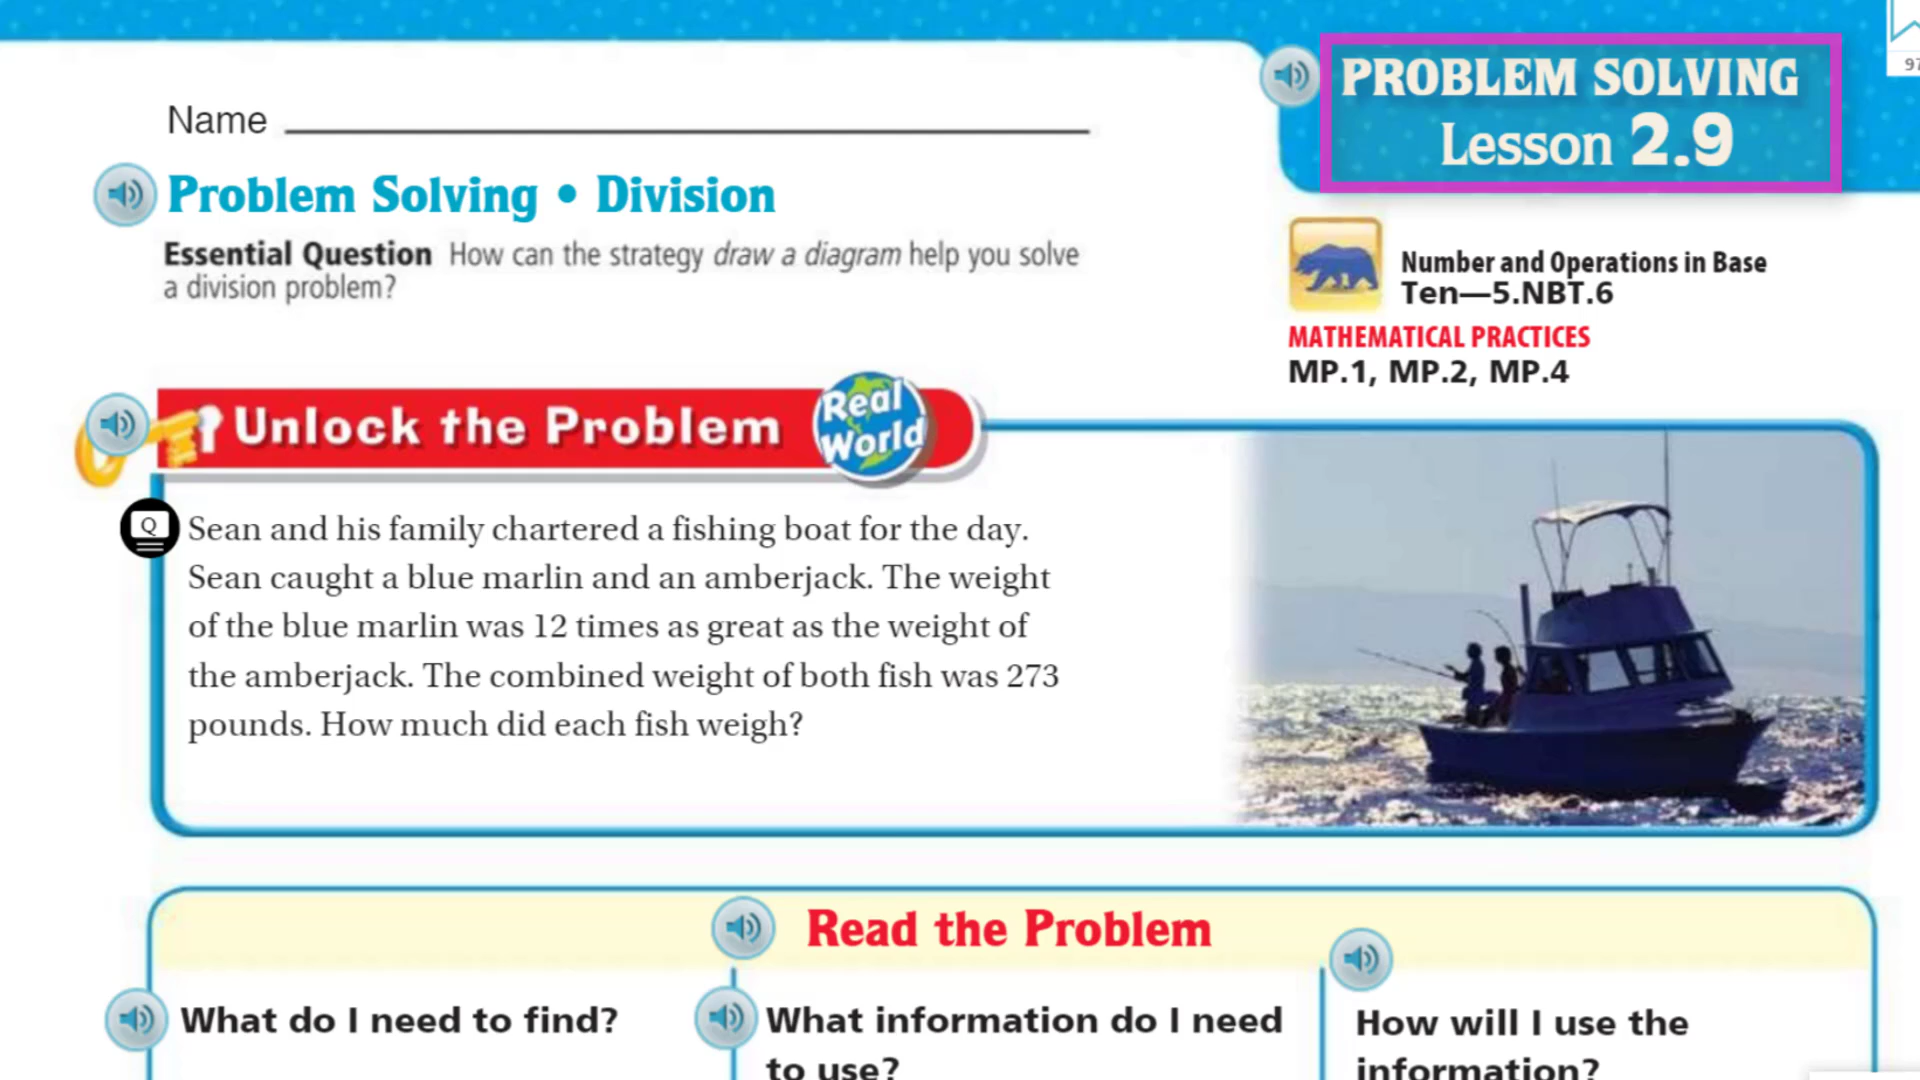 97
PROBLEM SOLVING
Lesson 2.9
Name
Problem Solving • Division
Essential Question How can the strategy draw a diagram help you solve
a division problem?
Number and Operations in Base
Ten—5.NBT.6
MATHEMATICAL PRACTICES
MP.1, MP.2, MP.4
Unlock the Problem
Real
World
Q
Sean and his family chartered a fishing boat for the day.
Sean caught a blue marlin and an amberjack. The weight
of the blue marlin was 12 times as great as the weight of
the amberjack. The combined weight of both fish was 273
pounds. How much did each fish weigh?
Read the Problem
What do I need to find?
What information do I need
to use?
How will I use the
information?